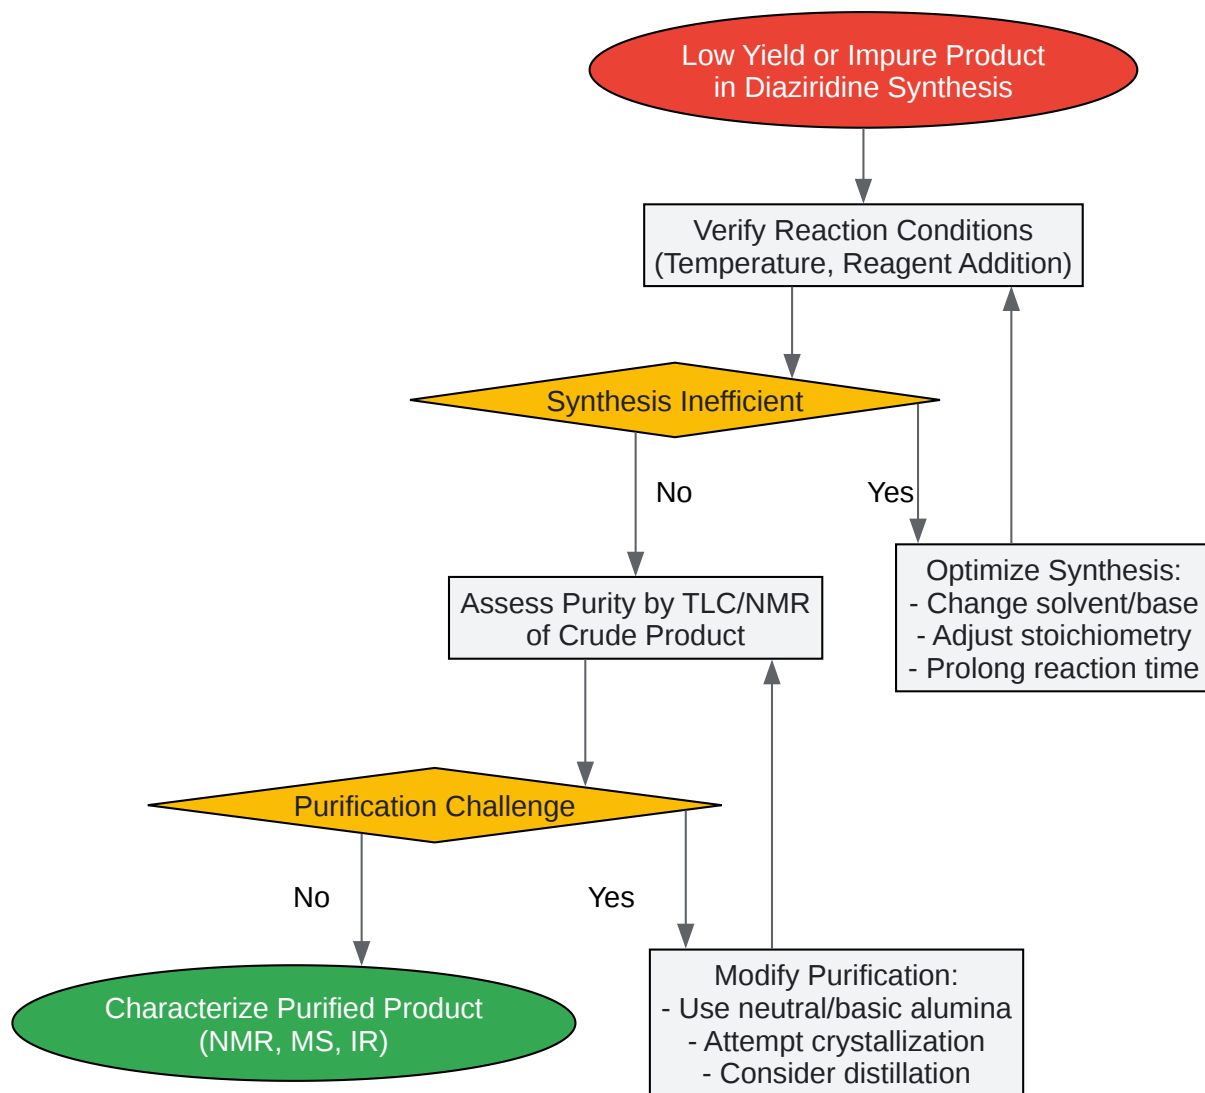 Low Yield or Impure Product
in Diaziridine Synthesis
Verify Reaction Conditions
(Temperature, Reagent Addition)
Synthesis Inefficient
No
Yes
Optimize Synthesis:
- Change solvent/base
- Adjust stoichiometry
- Prolong reaction time
Assess Purity by TLC/NMR
of Crude Product
Purification Challenge
No
Yes
Characterize Purified Product
(NMR, MS, IR)
Modify Purification:
- Use neutral/basic alumina
- Attempt crystallization
- Consider distillation